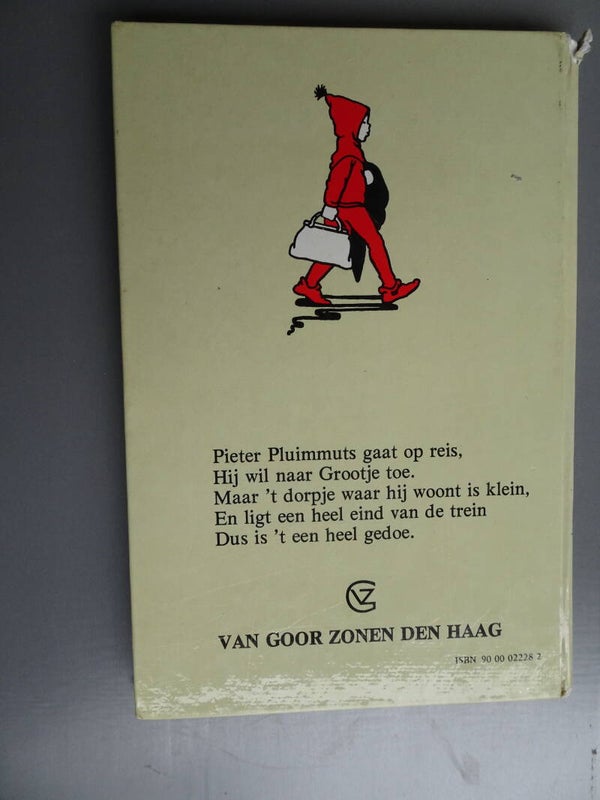 Pieter Pluimmuts gaat op reis,
Hij wil naar Grootje toe.
Maar 't dorpje waar hij woont is klein,
En ligt een heel eind van de trein
Dus is 't een heel gedoe.
VZG
VAN GOOR ZONEN DEN HAAG
ISBN 90 00 02228 2